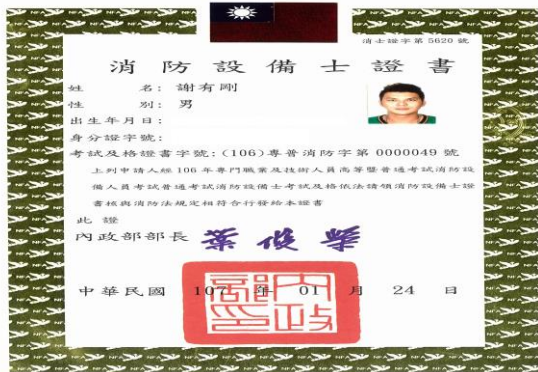 消士證字第 5620 號
消防設備士證書
姓　　名: 謝有剛
性　　別: 男
出生年月日:
身分證字號:
考試及格證書字號: (106)專普消防字第 0000049 號
上列申請人經 106 年專門職業及技術人員高等暨普通考試消防設
備人員考試普通考試消防設備士考試及格依法請領消防設備士證
書核與消防法規定相符合行發給本證書
此 證
內政部部長 葉俊榮
中華民國 107 年 01 月 24 日
內政部印